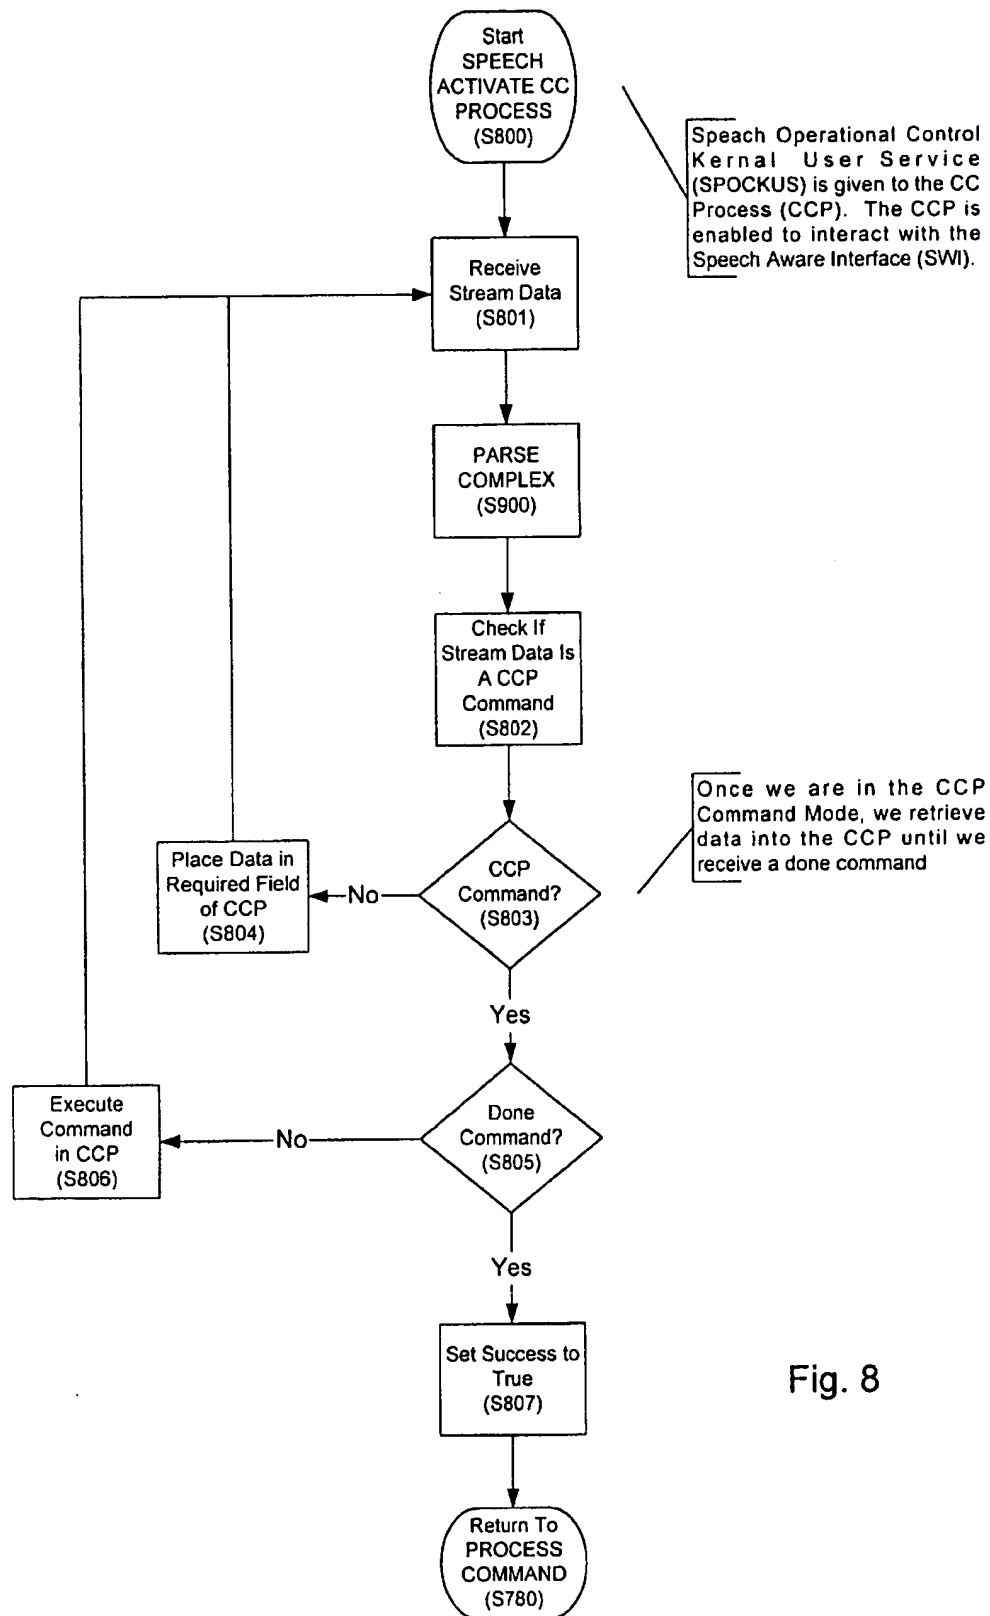 Start
SPEECH
ACTIVATE CC
PROCESS
(S800)
Speach Operational Control
Kernal User Service
(SPOCKUS) is given to the CC
Process (CCP). The CCP is
enabled to interact with the
Speech Aware Interface (SWI).
Receive
Stream Data
(S801)
PARSE
COMPLEX
(S900)
Check If
Stream Data Is
A CCP
Command
(S802)
Once we are in the CCP
Command Mode, we retrieve
data into the CCP until we
receive a done command
CCP
Command?
(S803)
No
Place Data in
Required Field
of CCP
(S804)
Yes
Done
Command?
(S805)
No
Execute
Command
in CCP
(S806)
Yes
Set Success to
True
(S807)
Fig. 8
Return To
PROCESS
COMMAND
(S780)